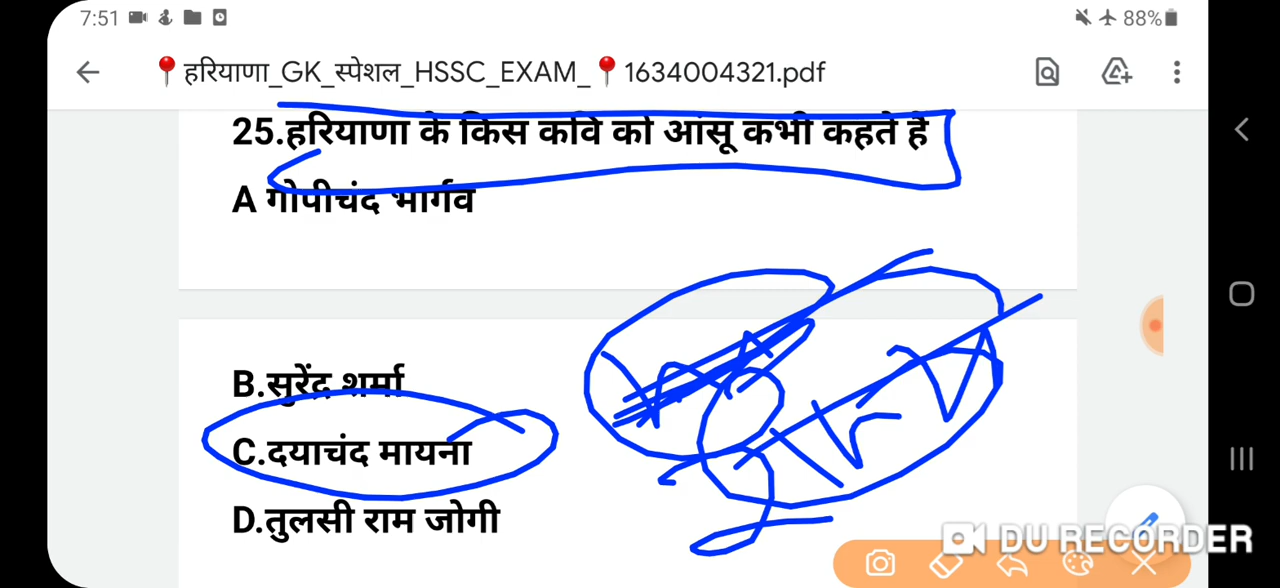 7:51 88%
📍हरियाणा_GK_स्पेशल_HSSC_EXAM_📍1634004321.pdf
25.हरियाणा के किस कवि को आंसू कभी कहते हैं
A गोपीचंद भार्गव
B.सुरेंद्र शर्मा
C.दयाचंद मायना
D.तुलसी राम जोगी
DU RECORDER